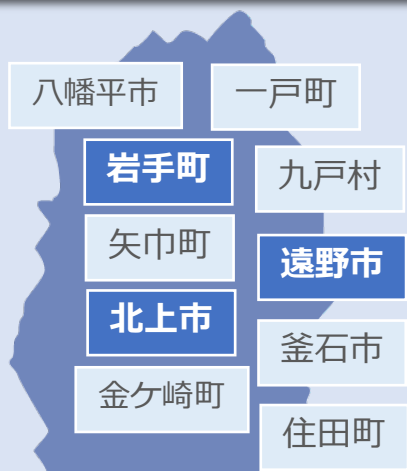 八幡平市
一戸町
岩手町
九戸村
矢巾町
遠野市
北上市
釜石市
金ケ崎町
住田町